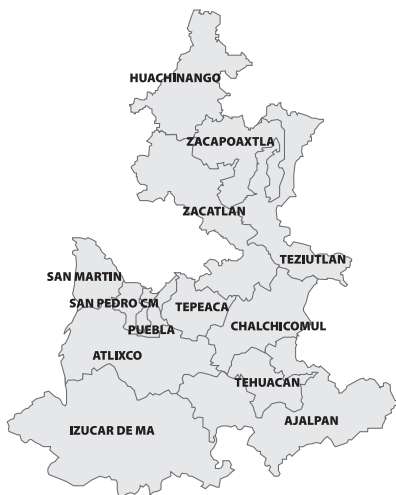 HUACHINANGO
ZACAPOAXTLA
ZACATLAN
TEZIUTLAN
SAN MARTIN
SAN PEDRO CM
TEPEACA
PUEBLA
CHALCHICOMUL
ATLIXCO
TEHUACAN
AJALPAN
IZUCAR DE MA